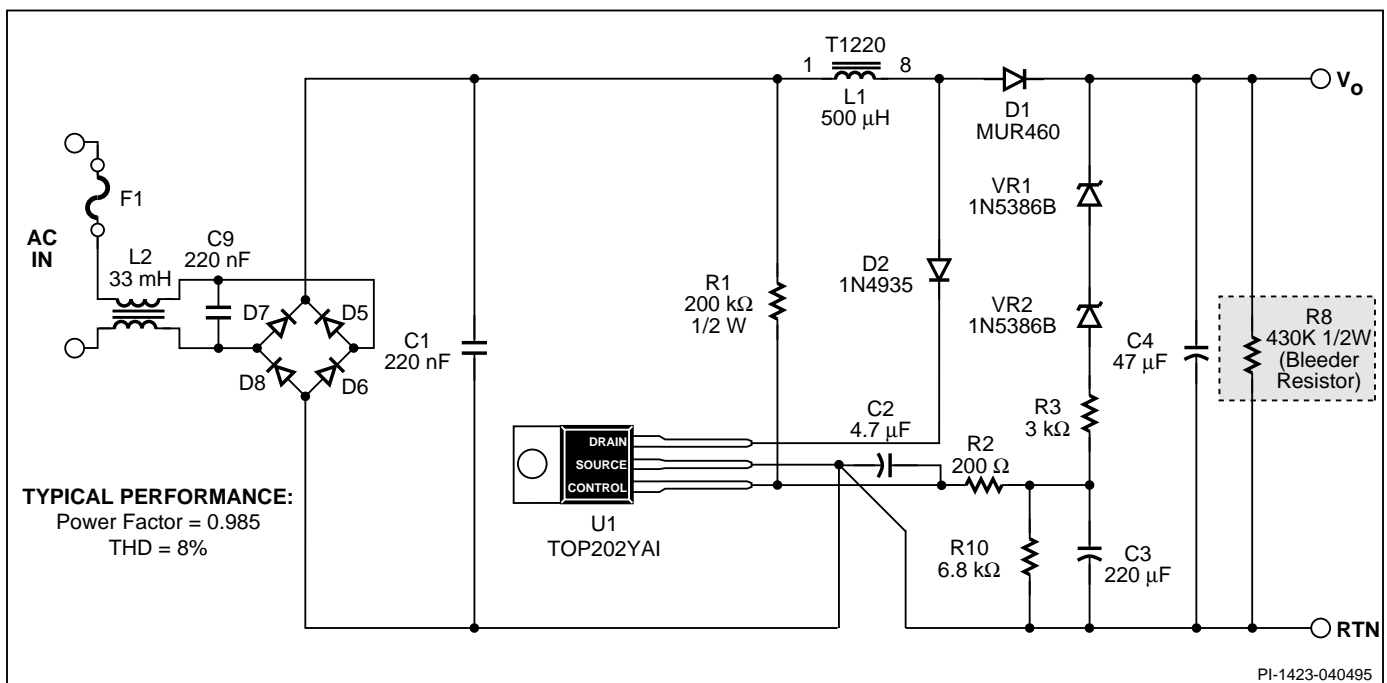 T1220
1
8
L1
500 μH
D1
MUR460
Vo
F1
AC
IN
L2
33 mH
C9
220 nF
D7
D5
D8
D6
C1
220 nF
R1
200 kΩ
1/2 W
D2
1N4935
VR1
1N5386B
VR2
1N5386B
C4
47 μF
R8
430K 1/2W
(Bleeder
Resistor)
R3
3 kΩ
C2
4.7 μF
R2
200 Ω
DRAIN
SOURCE
CONTROL
U1
TOP202YAI
R10
6.8 kΩ
C3
220 μF
TYPICAL PERFORMANCE:
Power Factor = 0.985
THD = 8%
RTN
PI-1423-040495